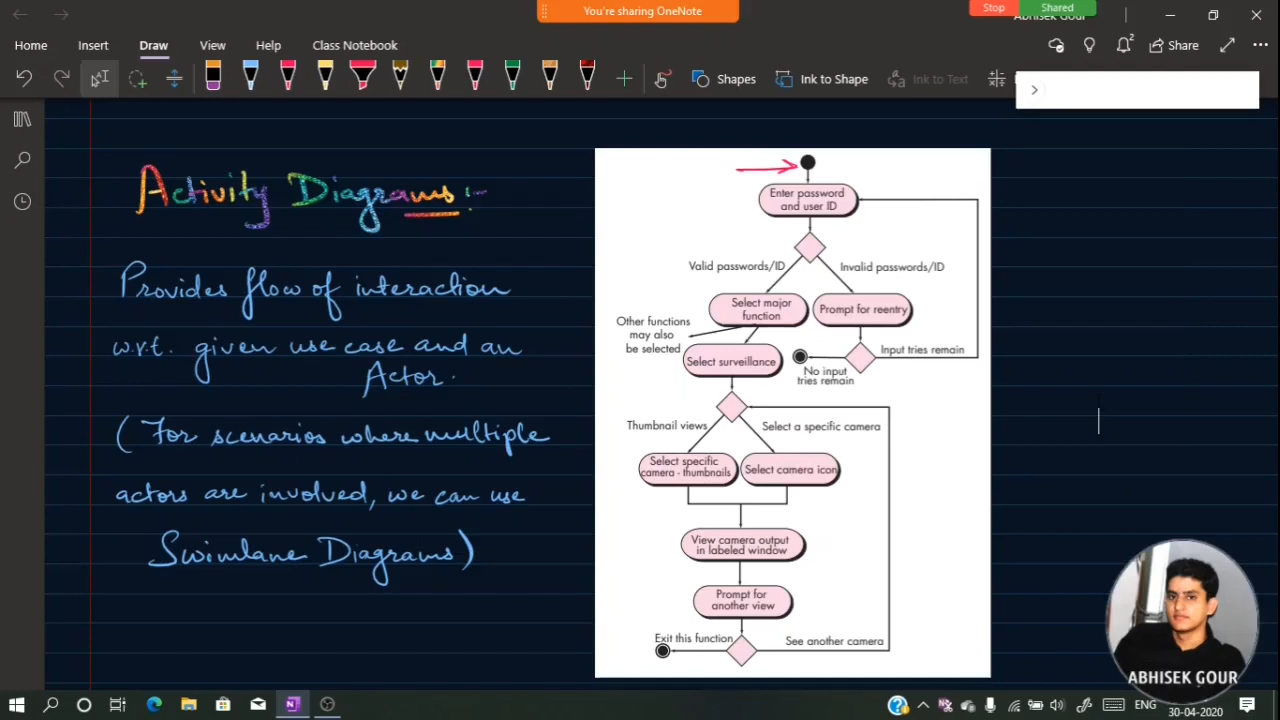 You're sharing OneNote
Stop
Shared
Abhisek Gour
Home
Insert
Draw
View
Help
Class Notebook
Share
Shapes
Ink to Shape
Ink to Text
Activity Diagrams:-
Provides flow of interaction
w.r.t. given use case and an
Actor.
(For scenarios where multiple
actors are involved, we can use
Swimlane Diagrams)
Enter password
and user ID
Valid passwords/ID
Invalid passwords/ID
Select major
function
Prompt for reentry
Other functions
may also
be selected
Input tries remain
Select surveillance
No input
tries remain
Thumbnail views
Select a specific camera
Select specific
camera - thumbnails
Select camera icon
View camera output
in labeled window
Prompt for
another view
Exit this function
See another camera
ABHISEK GOUR
ENG
16:18
30-04-2020